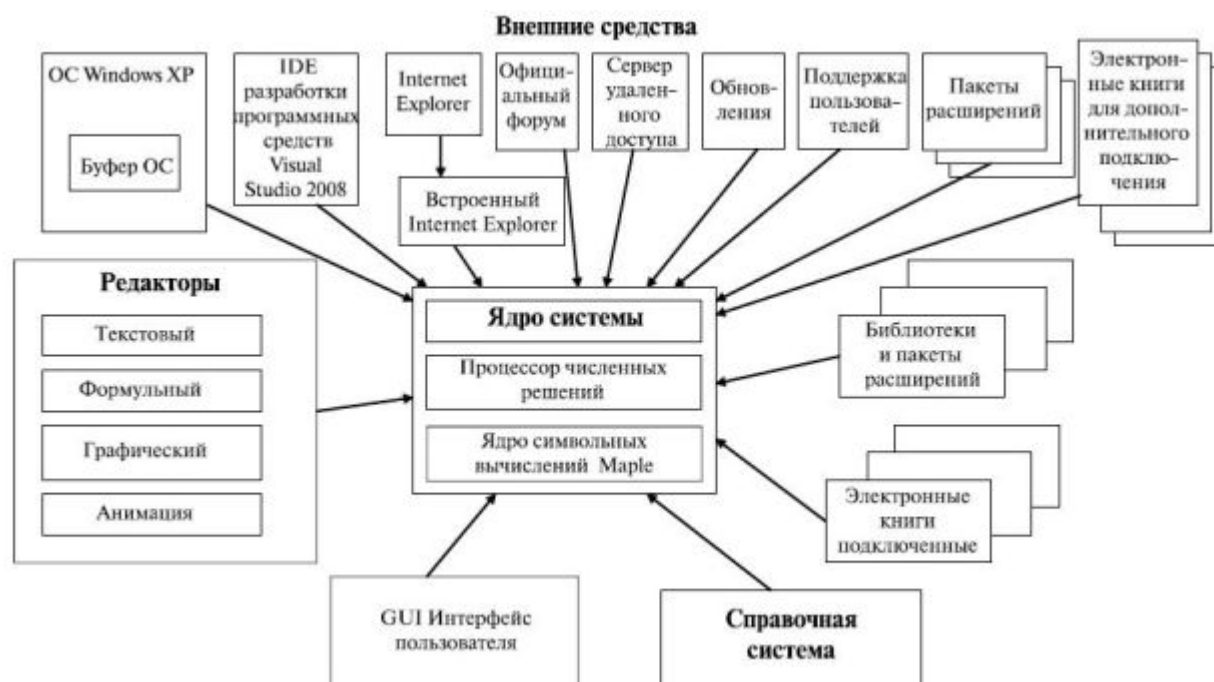 Внешние средства
ОС Windows XP
Буфер ОС
IDE
разработки
программных
средств
Visual
Studio 2008
Internet
Explorer
Встроенный
Internet Explorer
Офици-
альный
форум
Сервер
удален-
ного
доступа
Обнов-
ления
Поддержка
пользова-
телей
Пакеты
расширений
Электрон-
ные книги
для допол-
нительного
подклю-
чения
Редакторы
Текстовый
Формульный
Графический
Анимация
Ядро системы
Процессор численных
решений
Ядро символьных
вычислений Maple
Библиотеки
и пакеты
расширений
Электронные
книги
подключенные
GUI Интерфейс
пользователя
Справочная
система